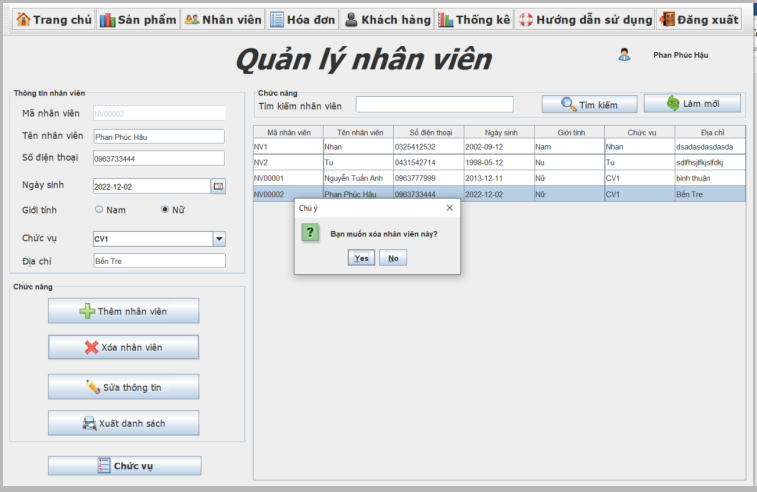 Trang chủ Sản phẩm Nhân viên Hóa đơn Khách hàng Thống kê Hướng dẫn sử dụng Đăng xuất
Quản lý nhân viên
Phan Phúc Hậu
Thông tin nhân viên
Mã nhân viên NV00002
Tên nhân viên Phan Phúc Hậu
Số điện thoại 0963733444
Ngày sinh 2022-12-02
Giới tính Nam Nữ
Chức vụ CV1
Địa chỉ Bến Tre
Chức năng
Thêm nhân viên
Xóa nhân viên
Sửa thông tin
Xuất danh sách
Chức vụ
Chức năng
Tìm kiếm nhân viên Tìm kiếm Làm mới
Mã nhân viên Tên nhân viên Số điện thoại Ngày sinh Giới tính Chức vụ Địa chỉ
NV1 Nhan 0325412532 2002-09-12 Nam Nhan dsadasdasdasda
NV2 Tu 0431542714 1998-05-12 Nu Tu
NV00001 Nguyễn Tuấn Anh 0963777999 2013-12-11 Nữ CV1 bình thuận
NV00002 Phan Phúc Hậu 0963733444 2022-12-02 Nữ CV1 Bến Tre
Chú ý
Bạn muốn xóa nhân viên này?
Yes No